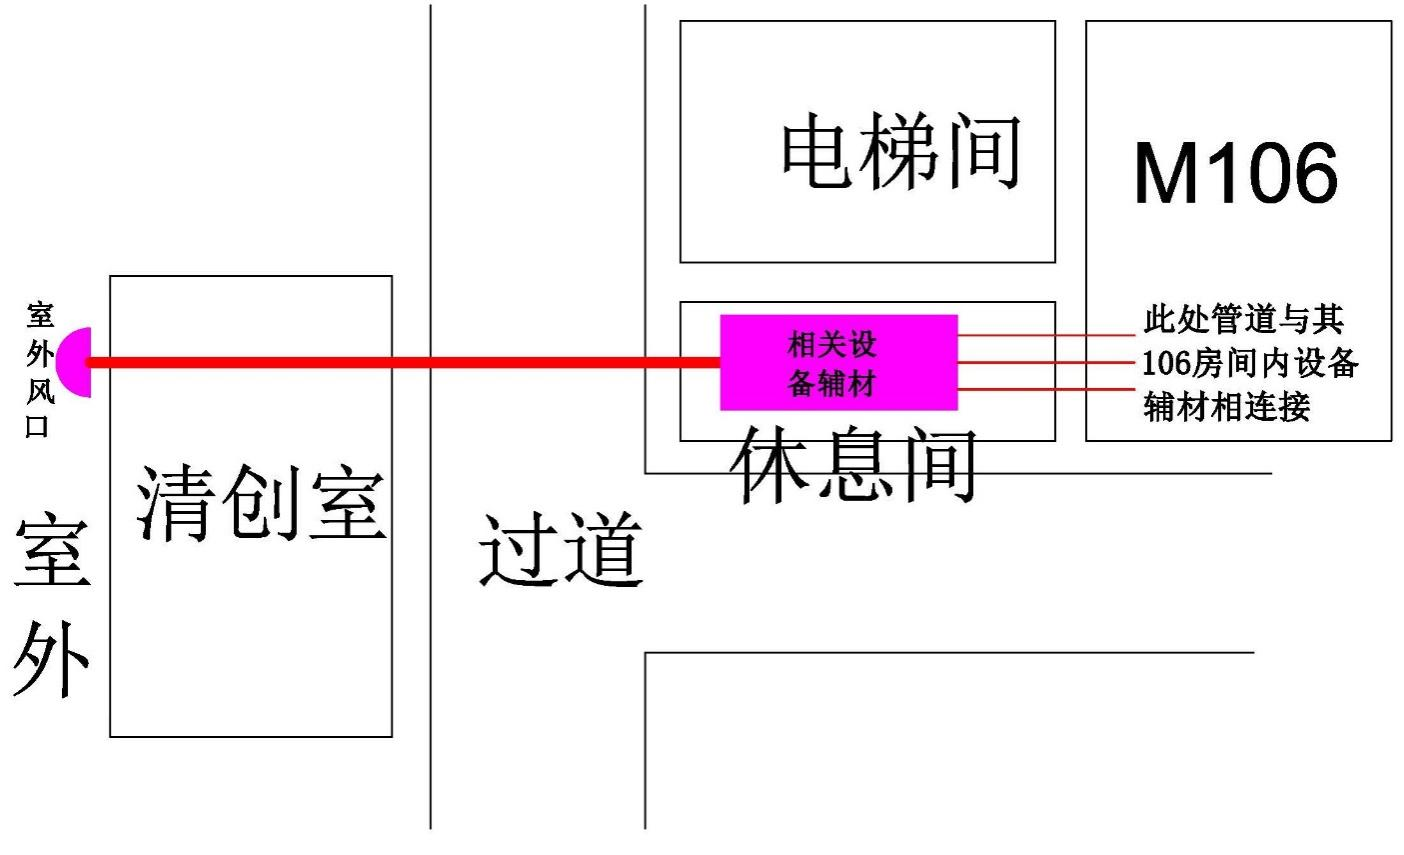 电梯间
M106
室外风口
相关设
备辅材
此处管道与其
106房间内设备
辅材相连接
休息间
清创室
过道
室外